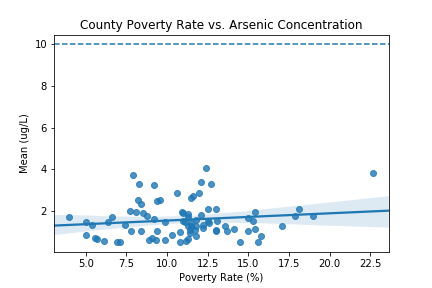 County Poverty Rate vs. Arsenic Concentration
10
8
6
4
2
Mean (ug/L)
5.0 7.5 10.0 12.5 15.0 17.5 20.0 22.5
Poverty Rate (%)